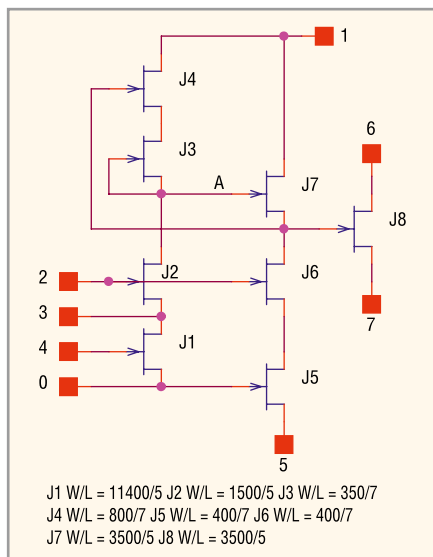 1
J4
J3
6
A
J7
J8
2
J2
J6
3
7
4
J1
0
J5
5
J1 W/L = 11400/5 J2 W/L = 1500/5 J3 W/L = 350/7
J4 W/L = 800/7 J5 W/L = 400/7 J6 W/L = 400/7
J7 W/L = 3500/5 J8 W/L = 3500/5